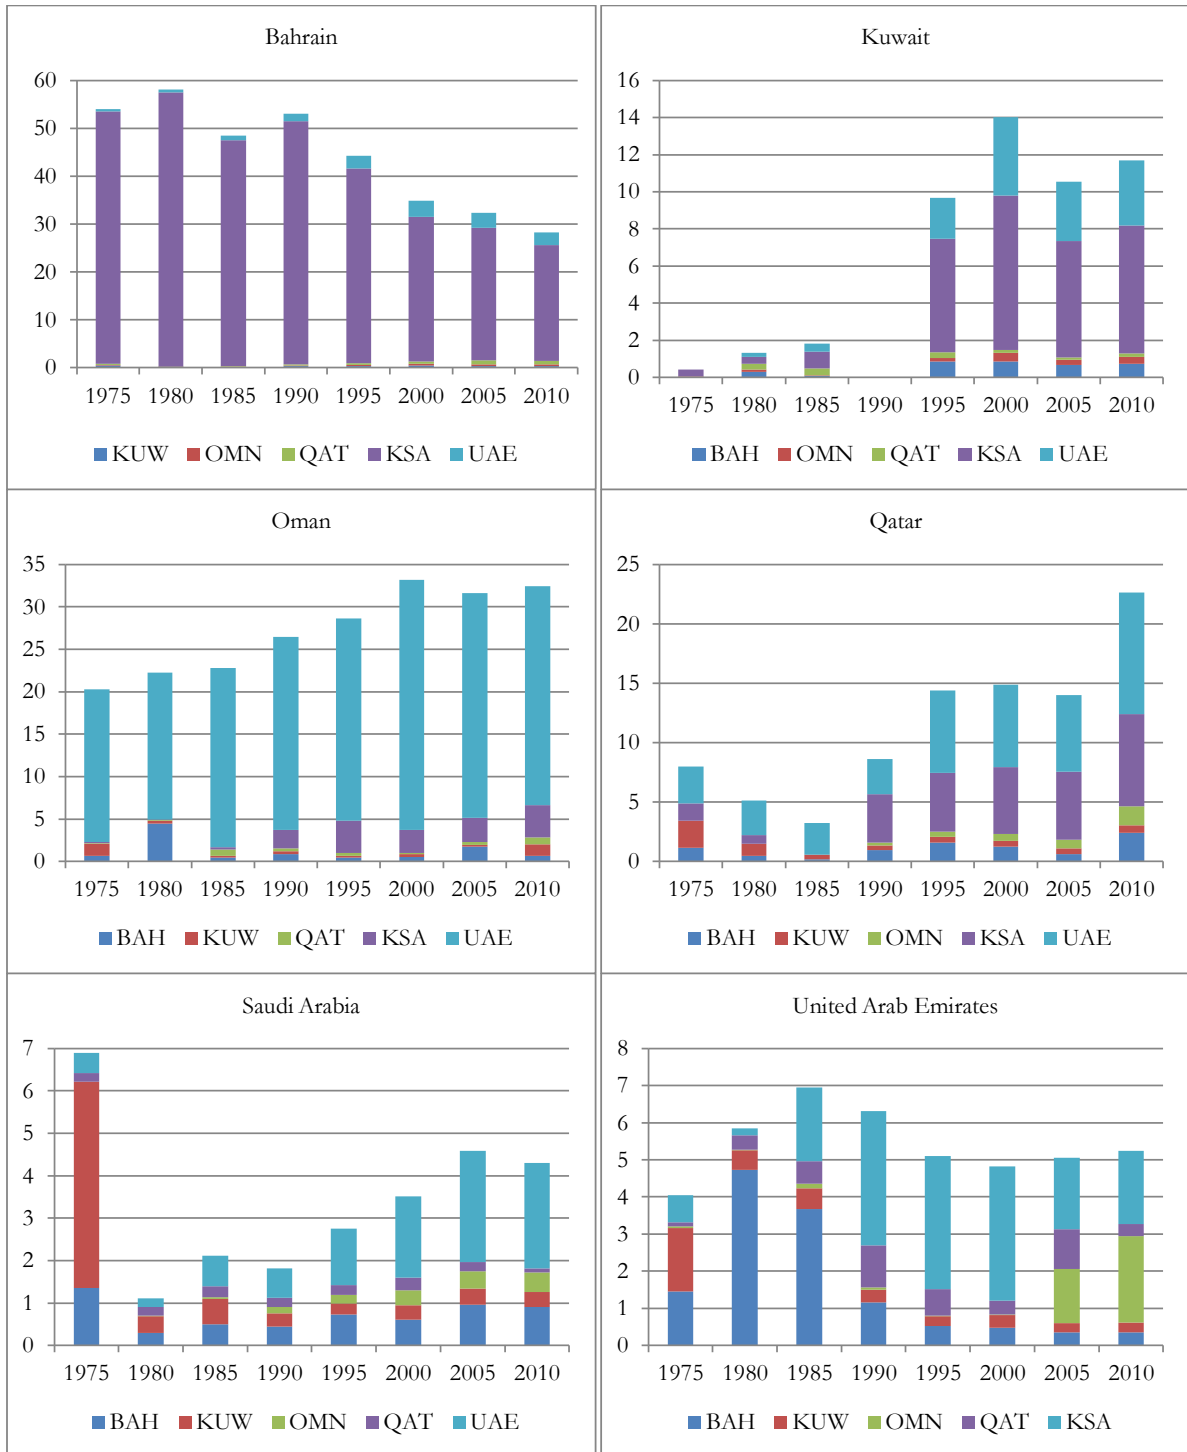 Bahrain
60
50
40
30
20
10
0
1975 1980 1985 1990 1995 2000 2005 2010
KUW OMN QAT KSA UAE
Kuwait
16
14
12
10
8
6
4
2
0
1975 1980 1985 1990 1995 2000 2005 2010
BAH OMN QAT KSA UAE
Oman
35
30
25
20
15
10
5
0
1975 1980 1985 1990 1995 2000 2005 2010
BAH KUW QAT KSA UAE
Qatar
25
20
15
10
5
0
1975 1980 1985 1990 1995 2000 2005 2010
BAH KUW OMN KSA UAE
Saudi Arabia
7
6
5
4
3
2
1
0
1975 1980 1985 1990 1995 2000 2005 2010
BAH KUW OMN QAT UAE
United Arab Emirates
8
7
6
5
4
3
2
1
0
1975 1980 1985 1990 1995 2000 2005 2010
BAH KUW OMN QAT KSA